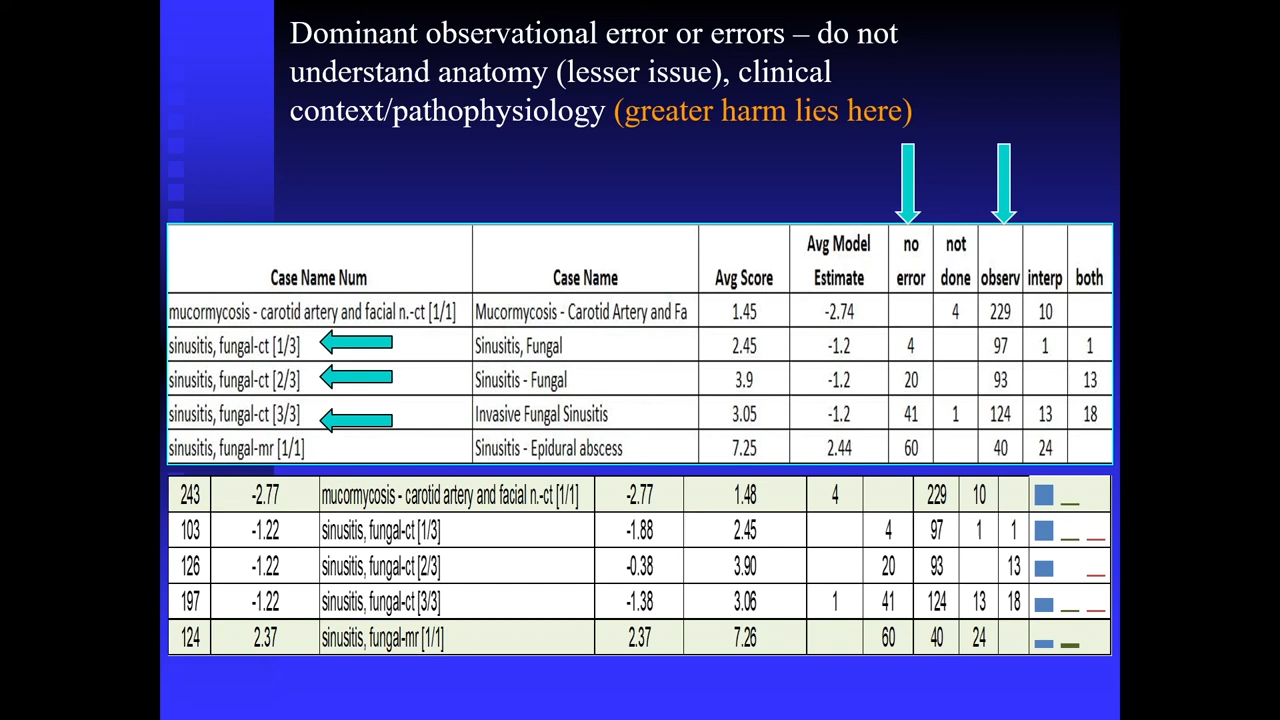 Dominant observational error or errors – do not
understand anatomy (lesser issue), clinical
context/pathophysiology (greater harm lies here)
Case Name Num Case Name Avg Score Avg Model Estimate no error not done observ interp both
mucormycosis - carotid artery and facial n.-ct [1/1] Mucormycosis - Carotid Artery and Fa 1.45 -2.74 4 229 10
sinusitis, fungal-ct [1/3] Sinusitis, Fungal 2.45 -1.2 4 97 1 1
sinusitis, fungal-ct [2/3] Sinusitis - Fungal 3.9 -1.2 20 93 13
sinusitis, fungal-ct [3/3] Invasive Fungal Sinusitis 3.05 -1.2 41 1 124 13 18
sinusitis, fungal-mr [1/1] Sinusitis - Epidural abscess 7.25 2.44 60 40 24
243 -2.77 mucormycosis - carotid artery and facial n.-ct [1/1] -2.77 1.48 4 229 10
103 -1.22 sinusitis, fungal-ct [1/3] -1.88 2.45 4 97 1 1
126 -1.22 sinusitis, fungal-ct [2/3] -0.38 3.90 20 93 13
197 -1.22 sinusitis, fungal-ct [3/3] -1.38 3.06 1 41 124 13 18
124 2.37 sinusitis, fungal-mr [1/1] 2.37 7.26 60 40 24